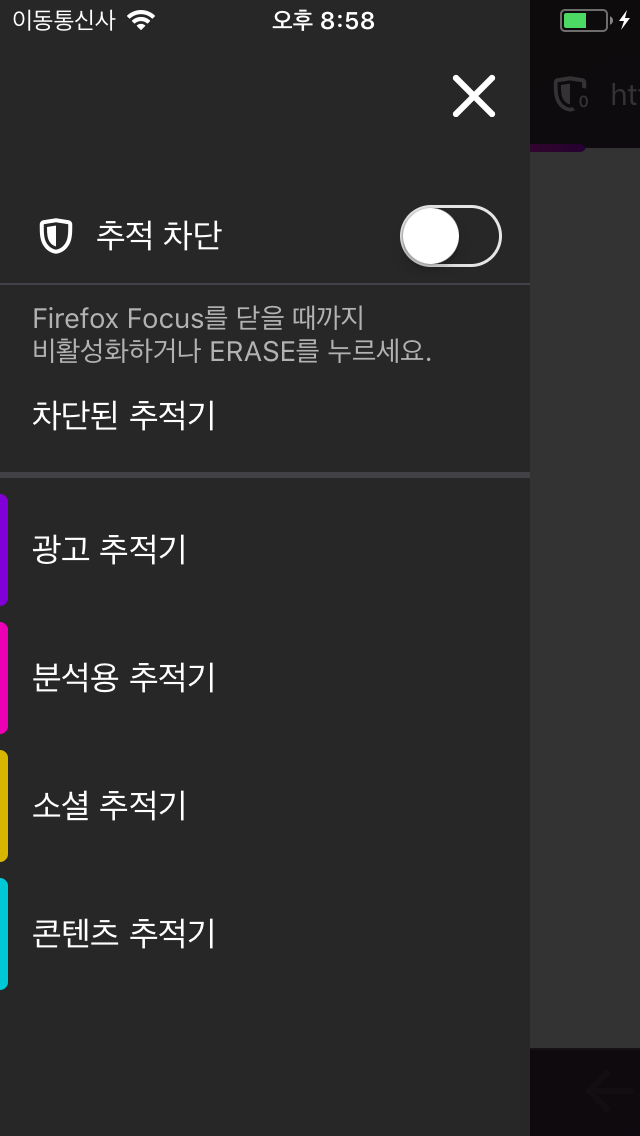 이동통신사
오후 8:58
0
htt
추적 차단
Firefox Focus를 닫을 때까지
비활성화하거나 ERASE를 누르세요.
차단된 추적기
광고 추적기
분석용 추적기
소셜 추적기
콘텐츠 추적기